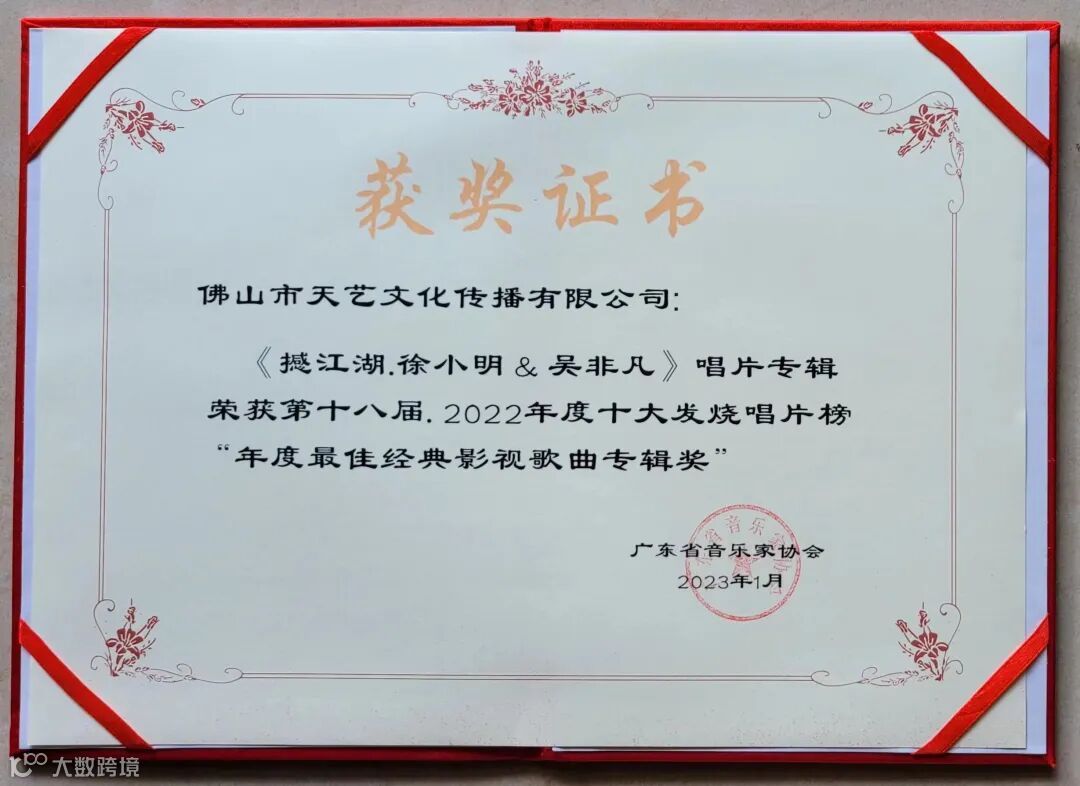 获奖证书
佛山市天艺文化传播有限公司:
《撼江湖.徐小明 & 吴非凡》唱片专辑
荣获第十八届. 2022年度十大发烧唱片榜
“年度最佳经典影视歌曲专辑奖”
广东省音乐家协会
2023年1月
大数跨境